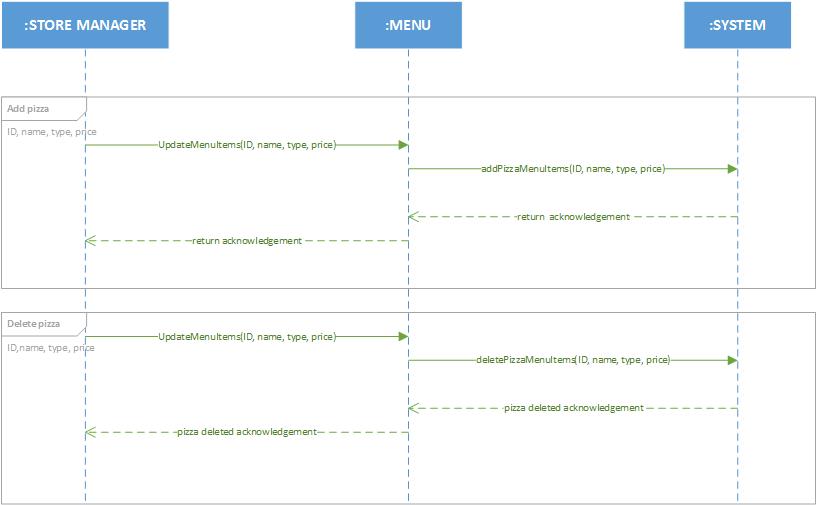 :STORE MANAGER
:MENU
:SYSTEM
Add pizza
ID, name, type, price
UpdateMenuItems(ID, name, type, price)
addPizzaMenuItems(ID, name, type, price)
return acknowledgement
return acknowledgement
Delete pizza
ID,name, type, price
UpdateMenuItems(ID, name, type, price)
deletePizzaMenuItems(ID, name, type, price)
pizza deleted acknowledgement
pizza deleted acknowledgement